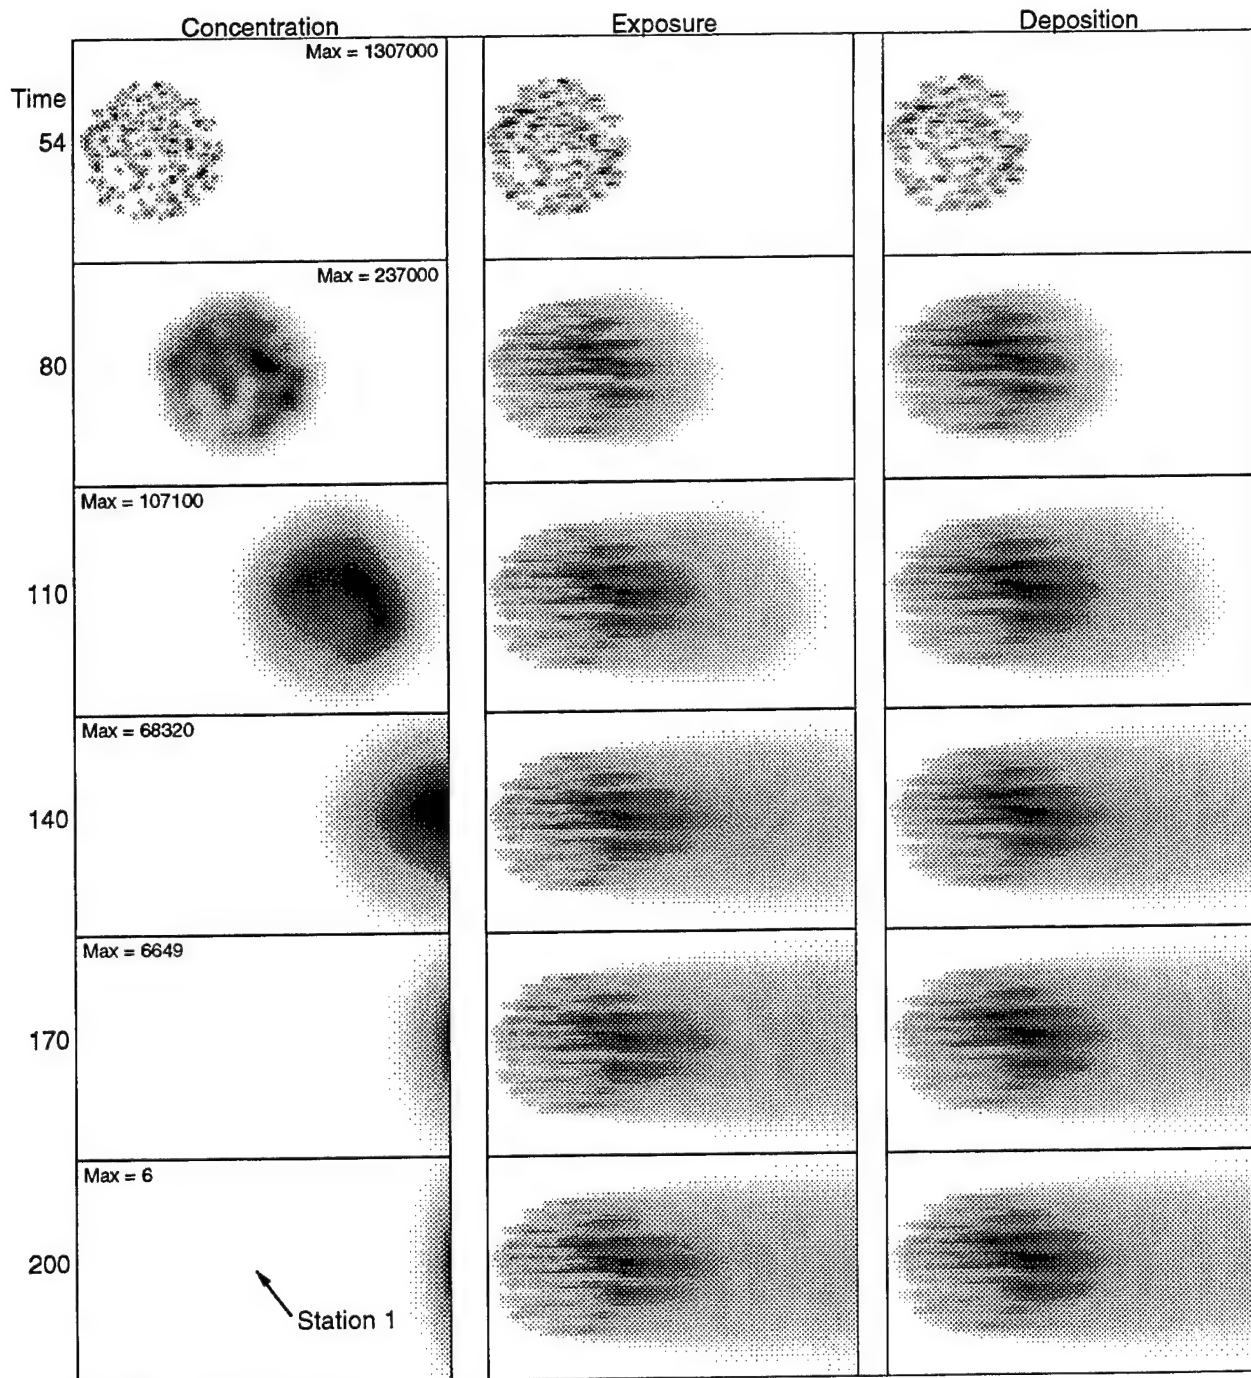 Concentration Exposure Deposition
Max = 1307000
Time
54
Max = 237000
80
Max = 107100
110
Max = 68320
140
Max = 6649
170
Max = 6
200
Station 1